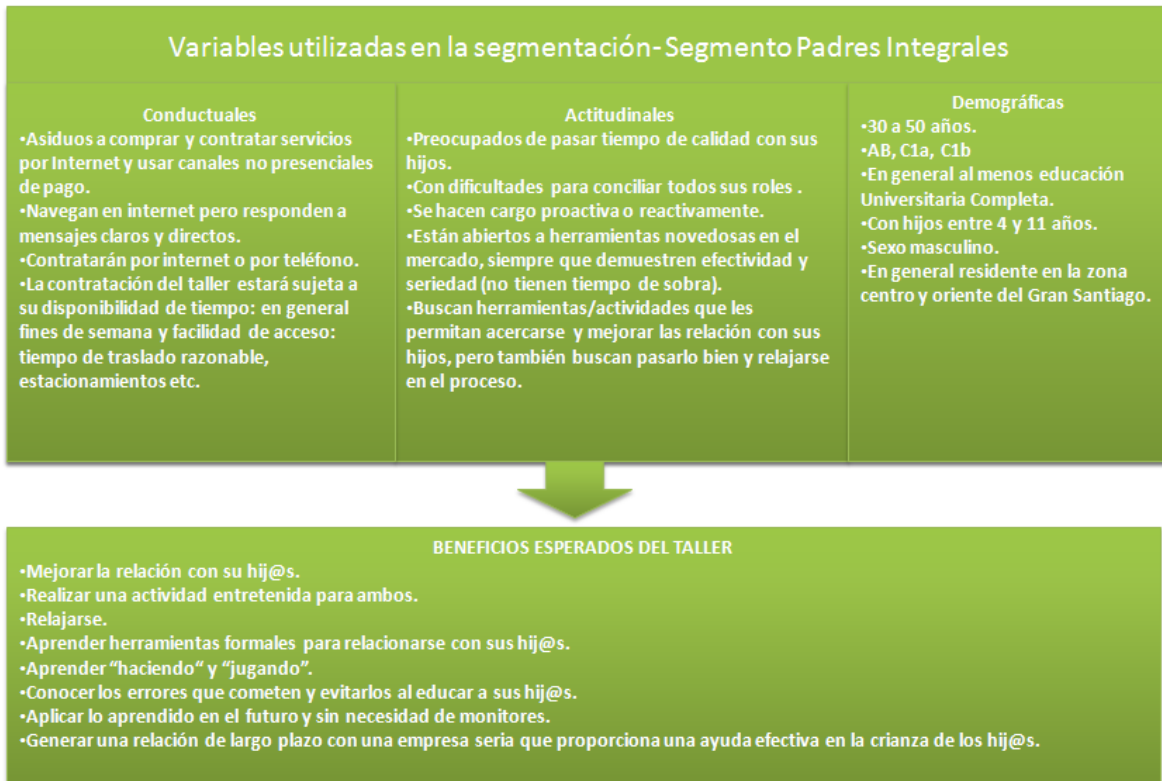 Variables utilizadas en la segmentación- Segmento Padres Integrales
Conductuales
•Asiduos a comprar y contratar servicios
por Internet y usar canales no presenciales
de pago.
•Navegan en internet pero responden a
mensajes claros y directos.
•Contratarán por internet o por teléfono.
•La contratación del taller estará sujeta a
su disponibilidad de tiempo: en general
fines de semana y facilidad de acceso:
tiempo de traslado razonable,
estacionamientos etc.
Actitudinales
•Preocupados de pasar tiempo de calidad con sus
hijos.
•Con dificultades para conciliar todos sus roles .
•Se hacen cargo proactiva o reactivamente.
•Están abiertos a herramientas novedosas en el
mercado, siempre que demuestren efectividad y
seriedad (no tienen tiempo de sobra).
•Buscan herramientas/actividades que les
permitan acercarse y mejorar las relación con sus
hijos, pero también buscan pasarlo bien y relajarse
en el proceso.
Demográficas
•30 a 50 años.
•AB, C1a, C1b
•En general al menos educación
Universitaria Completa.
•Con hijos entre 4 y 11 años.
•Sexo masculino.
•En general residente en la zona
centro y oriente del Gran Santiago.
BENEFICIOS ESPERADOS DEL TALLER
•Mejorar la relación con su hij@s.
•Realizar una actividad entretenida para ambos.
•Relajarse.
•Aprender herramientas formales para relacionarse con sus hij@s.
•Aprender “haciendo“ y “jugando”.
•Conocer los errores que cometen y evitarlos al educar a sus hij@s.
•Aplicar lo aprendido en el futuro y sin necesidad de monitores.
•Generar una relación de largo plazo con una empresa seria que proporciona una ayuda efectiva en la crianza de los hij@s.